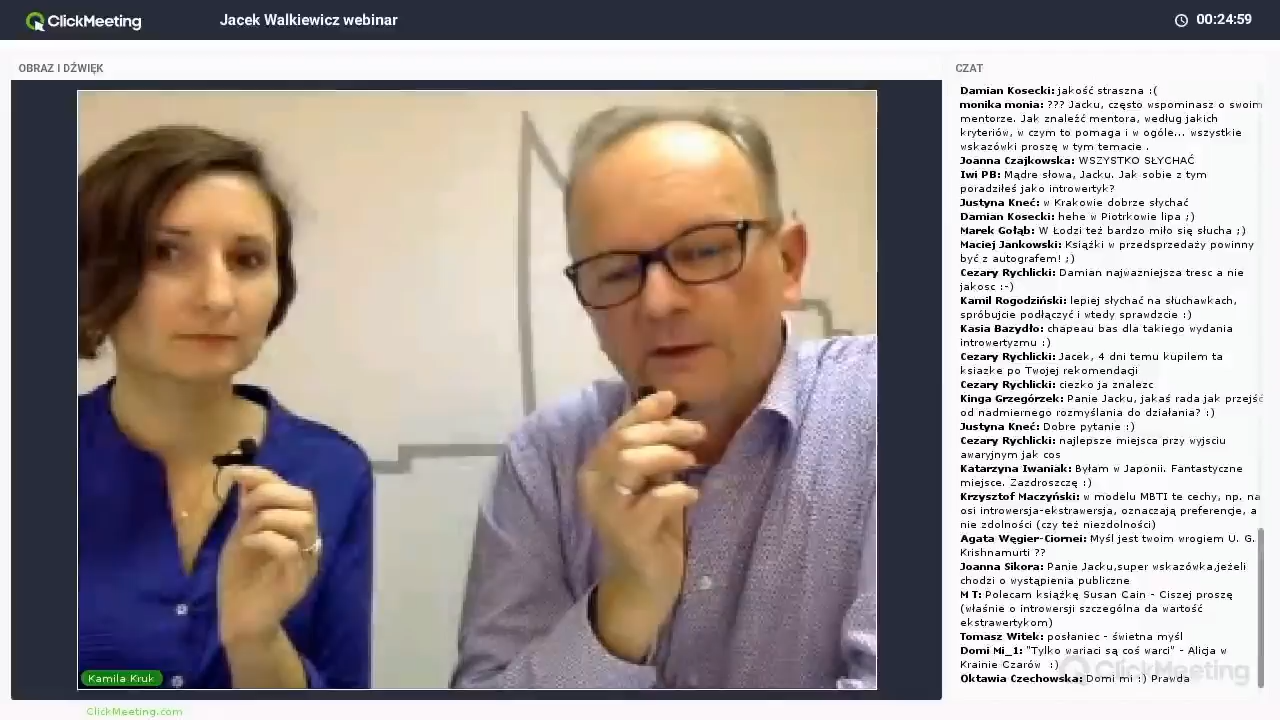 ClickMeeting
Jacek Walkiewicz webinar
00:24:59
OBRAZ I DŹWIĘK
CZAT
Damian Kosecki: jakość straszna :(
monika monia: ??? Jacku, często wspominasz o swoim
mentorze. Jak znaleźć mentora, według jakich
kryteriów, w czym to pomaga i w ogóle... wszystkie
wskazówki proszę w tym temacie .
Joanna Czajkowska: WSZYSTKO SŁYCHAĆ
Iwi PB: Mądre słowa, Jacku. Jak sobie z tym
poradziłeś jako introwertyk?
Justyna Kneć: w Krakowie dobrze słychać
Damian Kosecki: hehe w Piotrkowie lipa ;)
Marek Gołąb: W Łodzi też bardzo miło się słucha ;)
Maciej Jankowski: Książki w przedsprzedaży powinny
być z autografem! ;)
Cezary Rychlicki: Damian najwazniejsza tresc a nie
jakosc :-)
Kamil Rogodziński: lepiej słychać na słuchawkach,
spróbujcie podłączyć i wtedy sprawdzcie :)
Kasia Bazydło: chapeau bas dla takiego wydania
introwertyzmu :)
Cezary Rychlicki: Jacek, 4 dni temu kupilem ta
ksiazke po Twojej rekomendacji
Cezary Rychlicki: ciezko ja znalezc
Kinga Grzegórzek: Panie Jacku, jakaś rada jak przejść
od nadmiernego rozmyślania do działania? :)
Justyna Kneć: Dobre pytanie :)
Cezary Rychlicki: najlepsze miejsca przy wyjsciu
awaryjnym jak cos
Katarzyna Iwaniak: Byłam w Japonii. Fantastyczne
miejsce. Zazdroszczę :)
Krzysztof Maczyński: w modelu MBTI te cechy, np. na
osi introwersja-ekstrawersja, oznaczają preferencje, a
nie zdolności (czy też niezdolności)
Agata Węgier-Ciornei: Myśl jest twoim wrogiem U. G.
Krishnamurti ??
Joanna Sikora: Panie Jacku,super wskazówka,jeżeli
chodzi o wystąpienia publiczne
M T: Polecam książkę Susan Cain - Ciszej proszę
(właśnie o introwersji szczególna da wartość
ekstrawertykom)
Tomasz Witek: posłaniec - świetna myśl
Domi Mi_1: "Tylko wariaci są coś warci" - Alicja w
Krainie Czarów :)
Oktawia Czechowska: Domi mi :) Prawda
ClickMeeting
Kamila Kruk
ClickMeeting.com